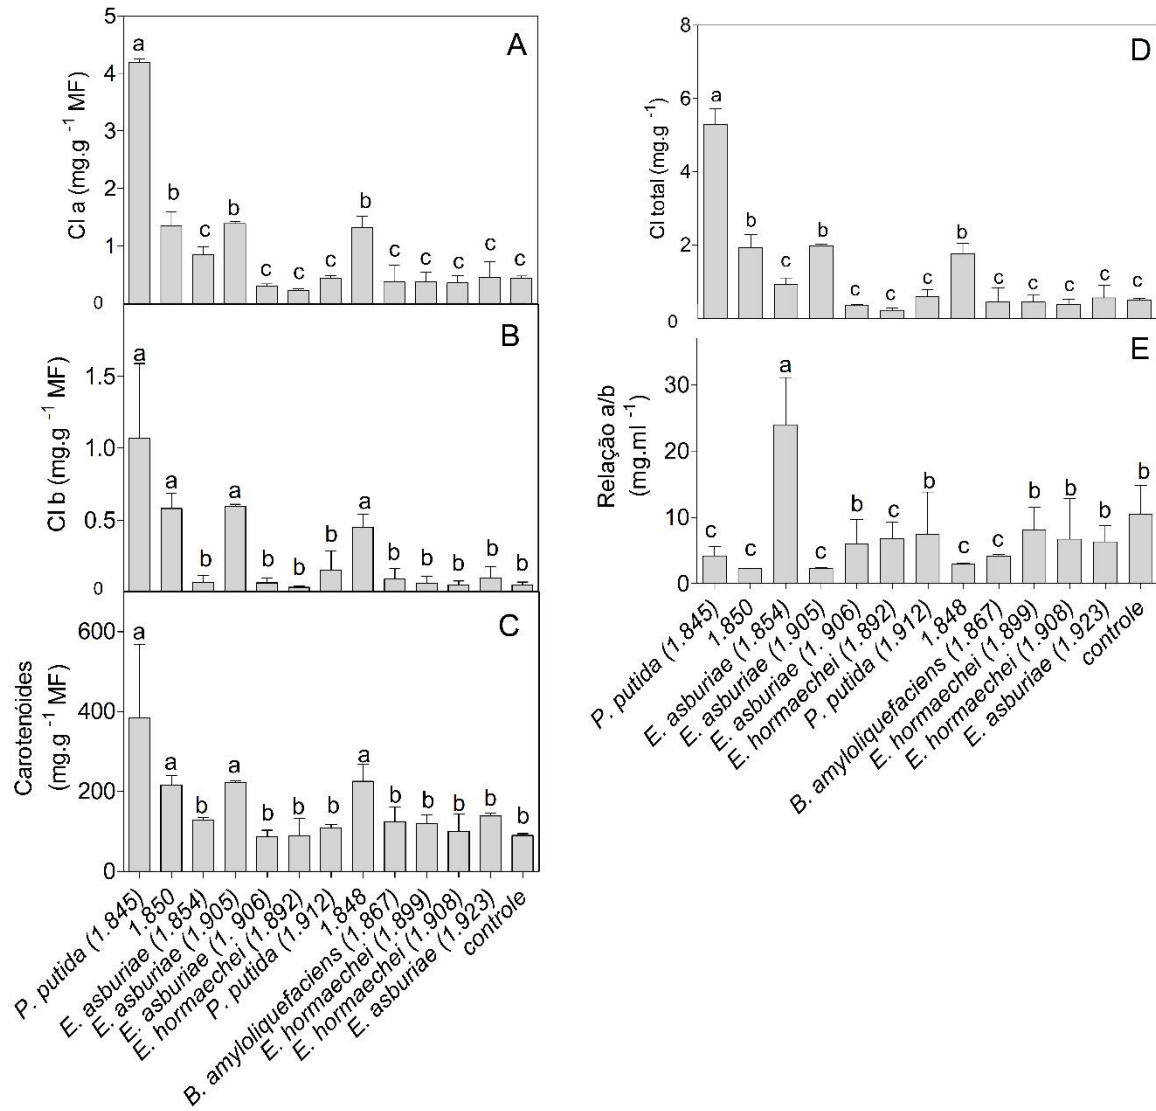 A
Cl a (mg.g ⁻¹ MF)
5
4
3
2
1
0
a
b
c
b
c
c
c
b
c
c
c
c
c
B
Cl b (mg.g ⁻¹ MF)
1.5
1.0
0.5
0
a
a
b
a
b
b
b
a
b
b
b
b
b
C
Carotenóides
(mg.g ⁻¹ MF)
600
400
200
0
a
a
b
a
b
b
b
a
b
b
b
b
b
P. putida (1.845)
1.850
E. asburiae (1.854)
E. asburiae (1.905)
E. asburiae (1. 906)
E. hormaechei (1.892)
P. putida (1.912)
1.848
B. amyloliquefaciens (1.867)
E. hormaechei (1.899)
E. hormaechei (1.908)
E. asburiae (1.923)
controle
D
Cl total (mg.g ⁻¹)
8
6
4
2
0
a
b
c
b
c
c
c
b
c
c
c
c
c
E
Relação a/b
(mg.ml ⁻¹)
30
20
10
0
c
c
a
c
b
c
b
c
c
b
b
b
b
P. putida (1.845)
1.850
E. asburiae (1.854)
E. asburiae (1.905)
E. asburiae (1. 906)
E. hormaechei (1.892)
P. putida (1.912)
1.848
B. amyloliquefaciens (1.867)
E. hormaechei (1.899)
E. hormaechei (1.908)
E. asburiae (1.923)
controle